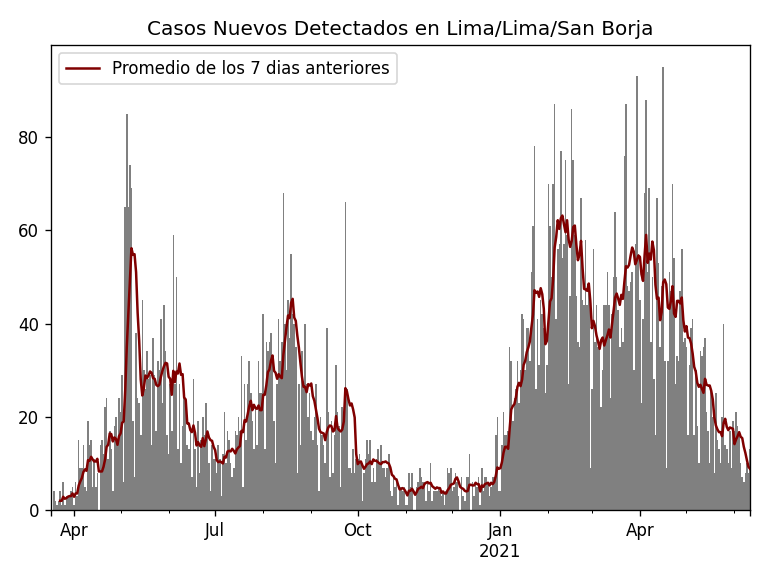 Casos Nuevos Detectados en Lima/Lima/San Borja
Promedio de los 7 dias anteriores
80
60
40
20
0
Apr Jul Oct Jan Apr
2021